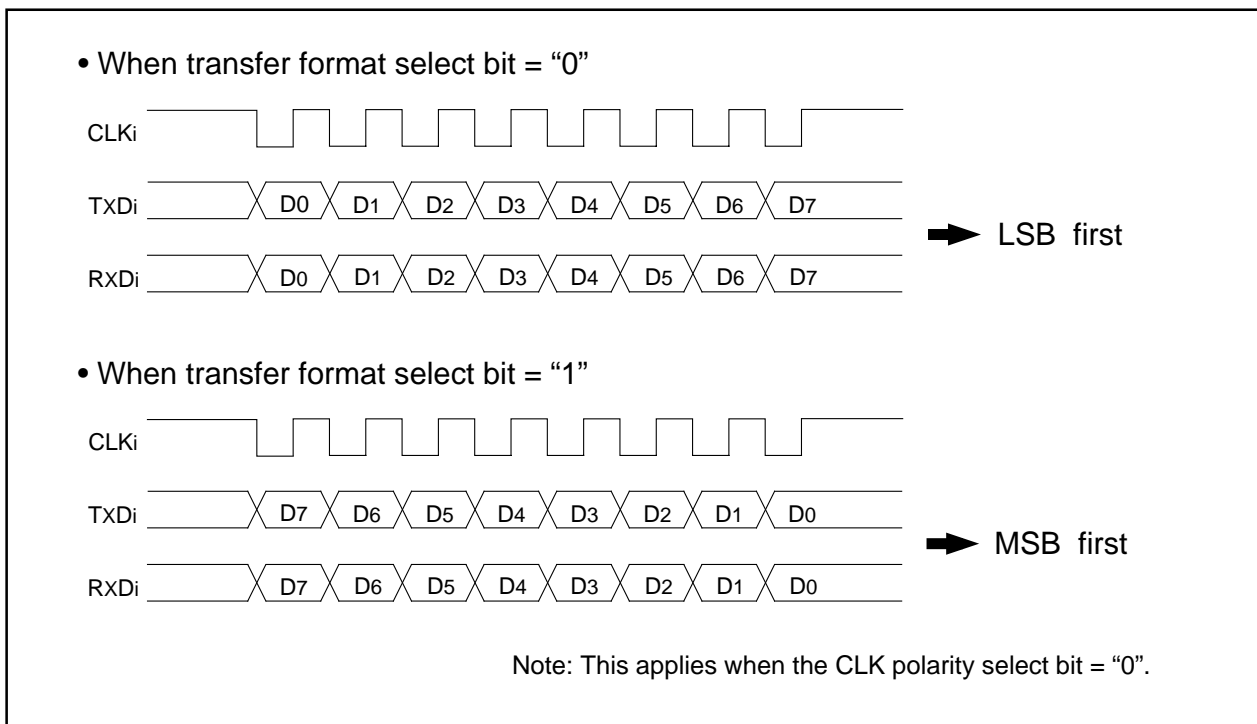 • When transfer format select bit = “0”
CLKi
TXDi D0 D1 D2 D3 D4 D5 D6 D7
RXDi D0 D1 D2 D3 D4 D5 D6 D7
LSB first
• When transfer format select bit = “1”
CLKi
TXDi D7 D6 D5 D4 D3 D2 D1 D0
RXDi D7 D6 D5 D4 D3 D2 D1 D0
MSB first
Note: This applies when the CLK polarity select bit = “0”.